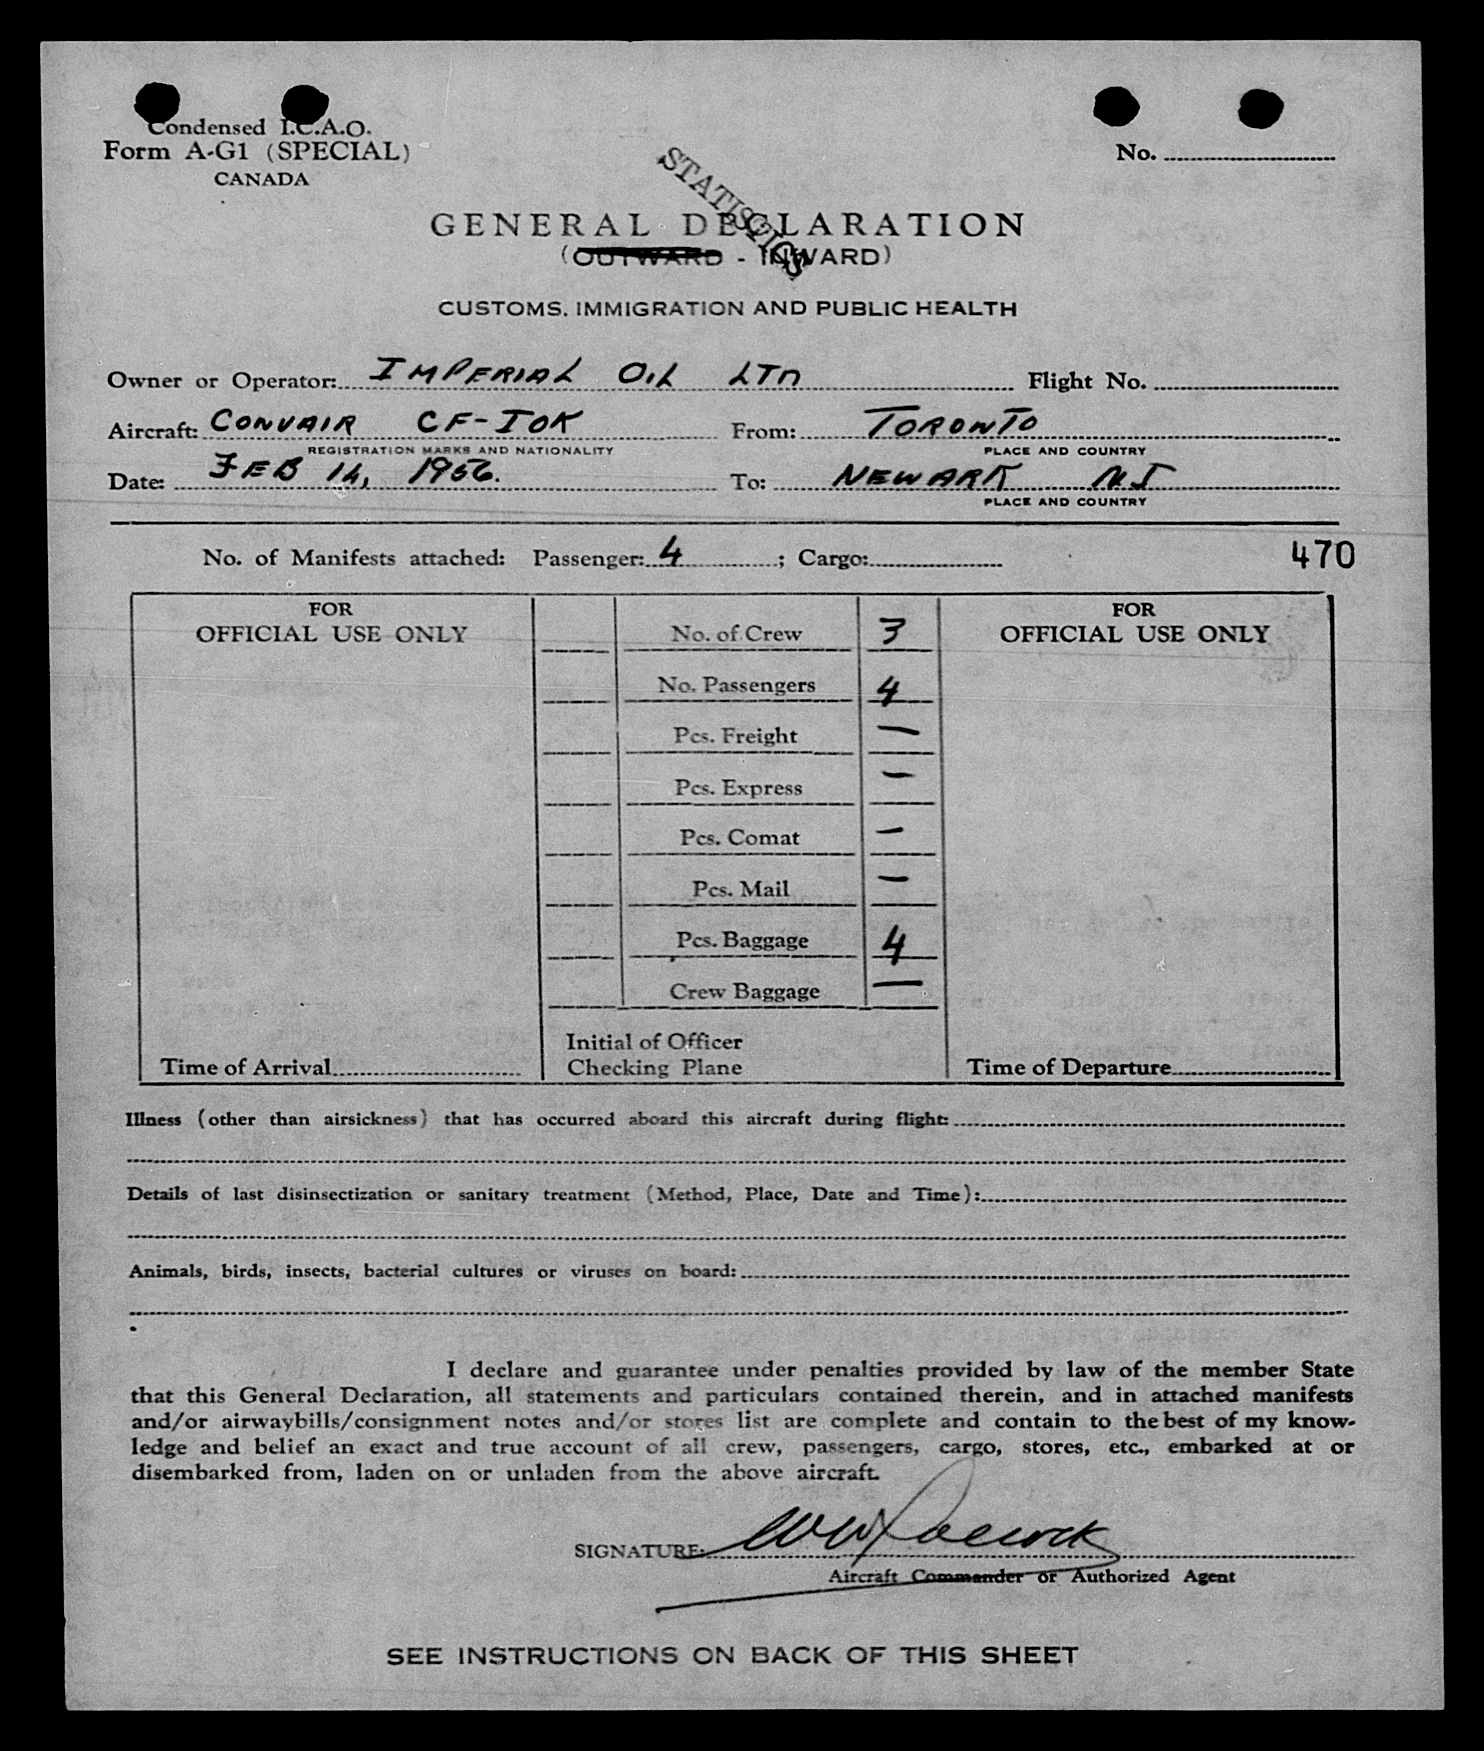 Condensed I.C.A.O.
Form A-G1 (SPECIAL)
CANADA
No.
STATISTICS
GENERAL DECLARATION
(OUTWARD - INWARD)
CUSTOMS, IMMIGRATION AND PUBLIC HEALTH
Owner or Operator: IMPERIAL OIL LTD Flight No.
Aircraft: CONVAIR CF-IOK From: TORONTO
REGISTRATION MARKS AND NATIONALITY PLACE AND COUNTRY
Date: FEB 14, 1956. To: NEWARK NJ
PLACE AND COUNTRY
No. of Manifests attached: Passenger: 4 ; Cargo: 470
FOR FOR
OFFICIAL USE ONLY No. of Crew 3 OFFICIAL USE ONLY
No. Passengers 4
Pcs. Freight —
Pcs. Express —
Pcs. Comat —
Pcs. Mail —
Pcs. Baggage 4
Crew Baggage —
Initial of Officer
Time of Arrival Checking Plane Time of Departure
Illness (other than airsickness) that has occurred aboard this aircraft during flight:
Details of last disinsectization or sanitary treatment (Method, Place, Date and Time):
Animals, birds, insects, bacterial cultures or viruses on board:
I declare and guarantee under penalties provided by law of the member State
that this General Declaration, all statements and particulars contained therein, and in attached manifests
and/or airwaybills/consignment notes and/or stores list are complete and contain to the best of my know-
ledge and belief an exact and true account of all crew, passengers, cargo, stores, etc., embarked at or
disembarked from, laden on or unladen from the above aircraft.
SIGNATURE:
Aircraft Commander or Authorized Agent
SEE INSTRUCTIONS ON BACK OF THIS SHEET